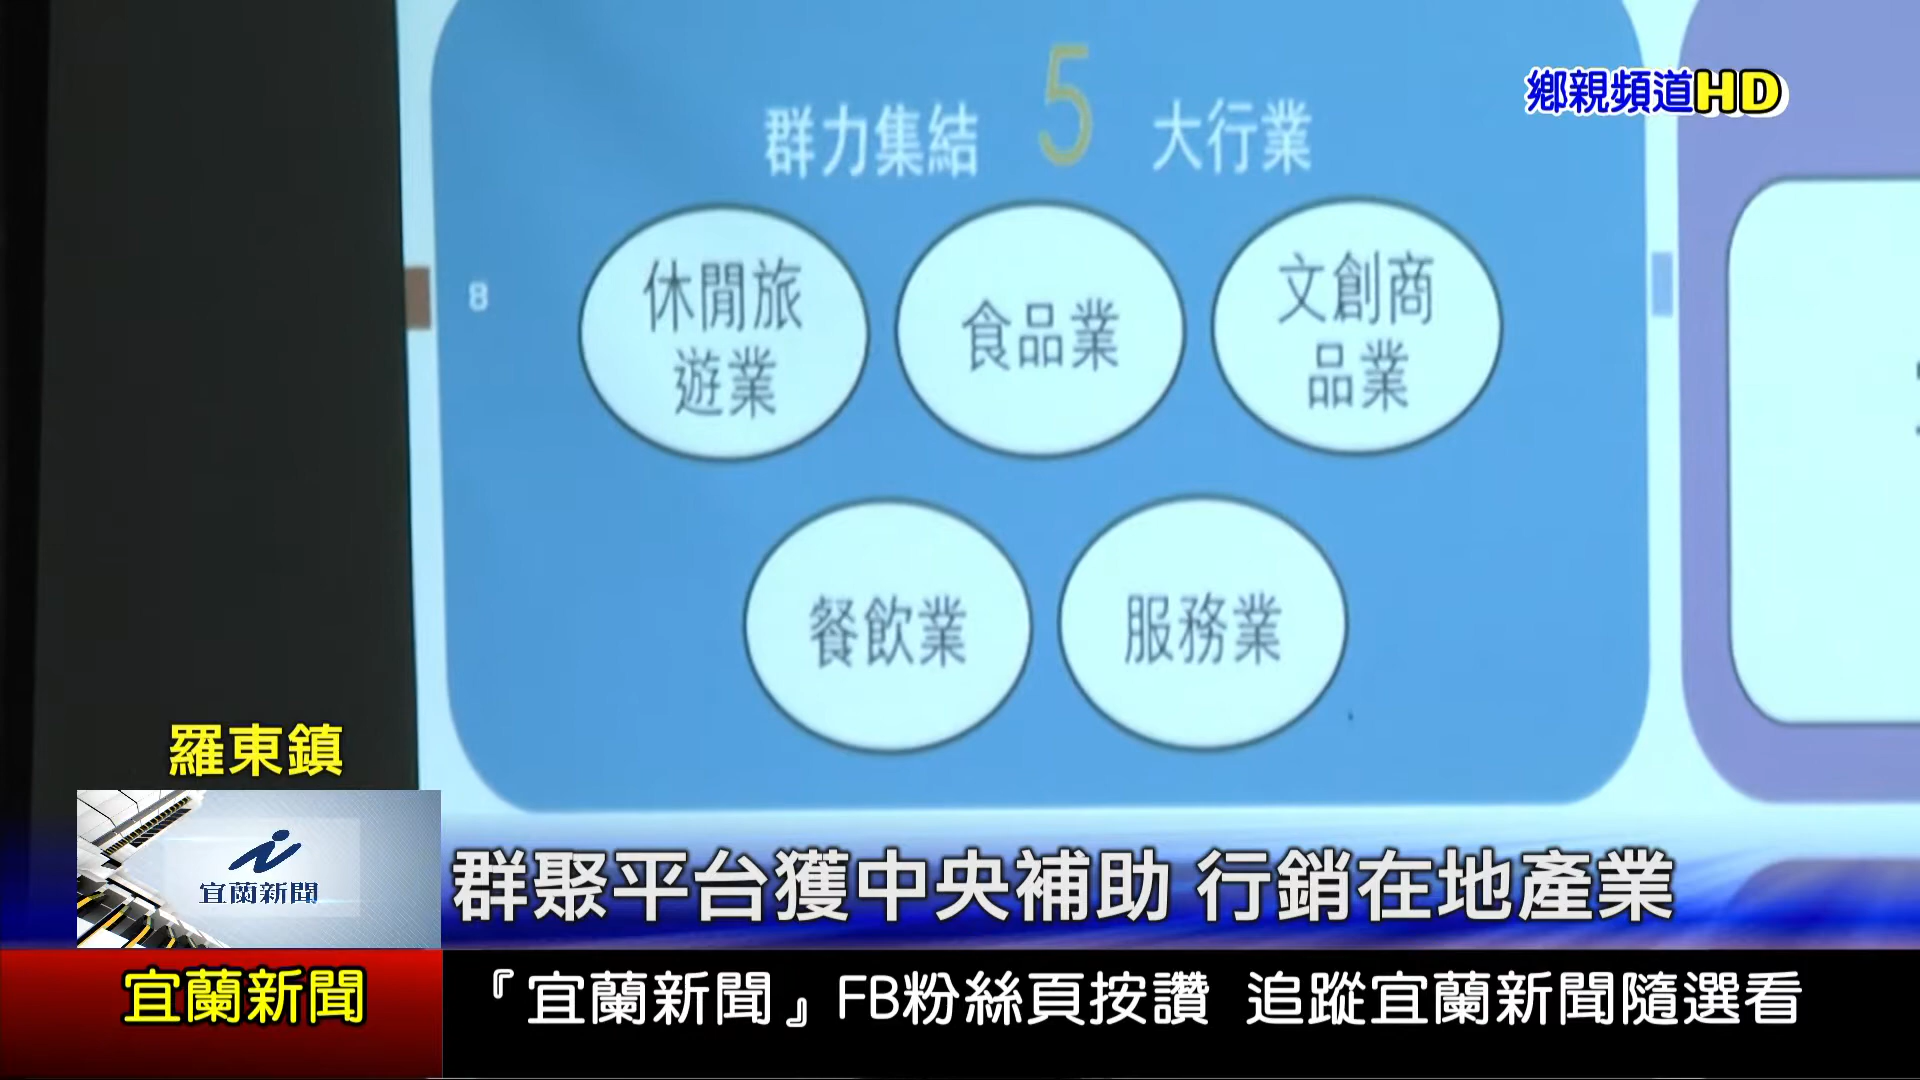 鄉親頻道HD
群力集結 5 大行業
8
休閒旅
遊業
食品業
文創商
品業
餐飲業
服務業
羅東鎮
宜蘭新聞
群聚平台獲中央補助 行銷在地產業
宜蘭新聞
『宜蘭新聞』FB粉絲頁按讚 追蹤宜蘭新聞隨選看